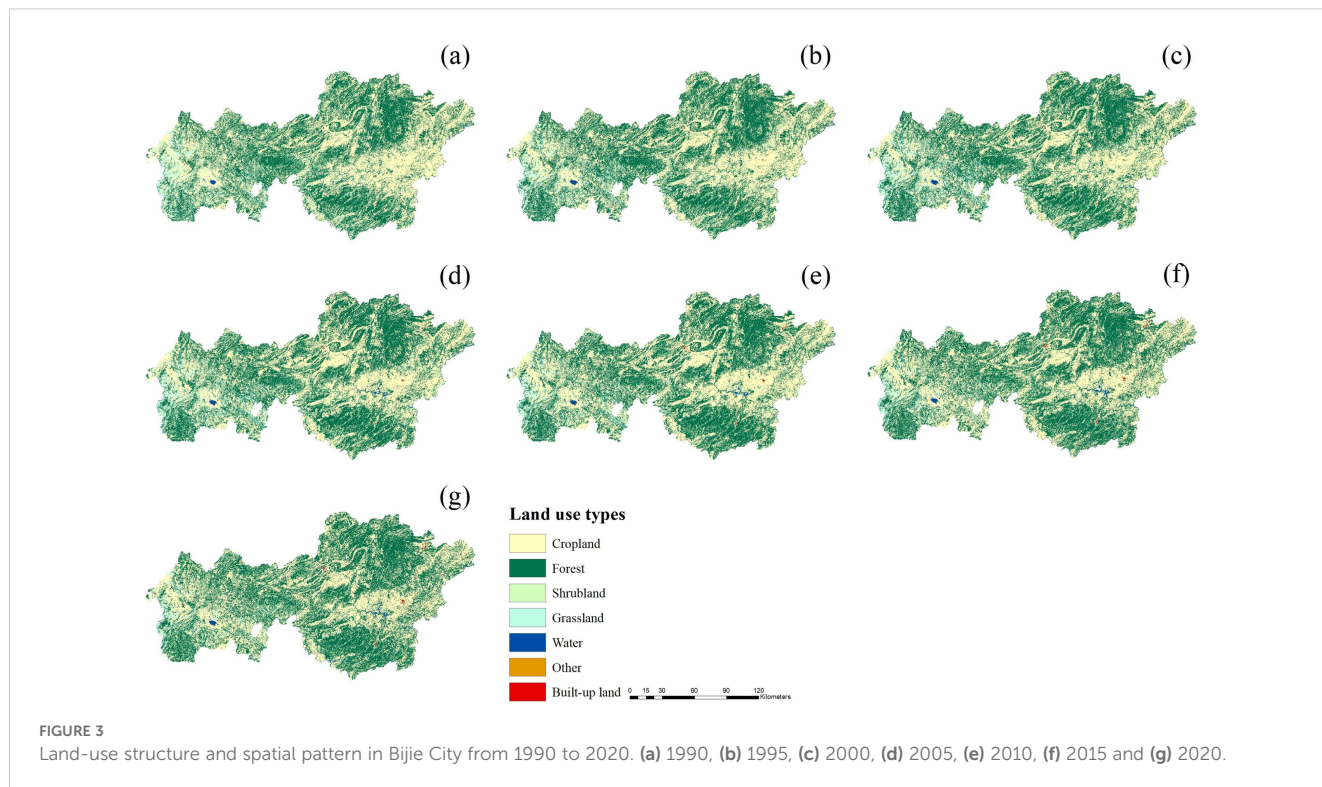 (a)
(b)
(c)
(d)
(e)
(f)
(g)
Land use types
Cropland
Forest
Shrubland
Grassland
Water
Other
Built-up land
0 15 30 60 90 120
Kilometers
FIGURE 3
Land-use structure and spatial pattern in Bijie City from 1990 to 2020. (a) 1990, (b) 1995, (c) 2000, (d) 2005, (e) 2010, (f) 2015 and (g) 2020.